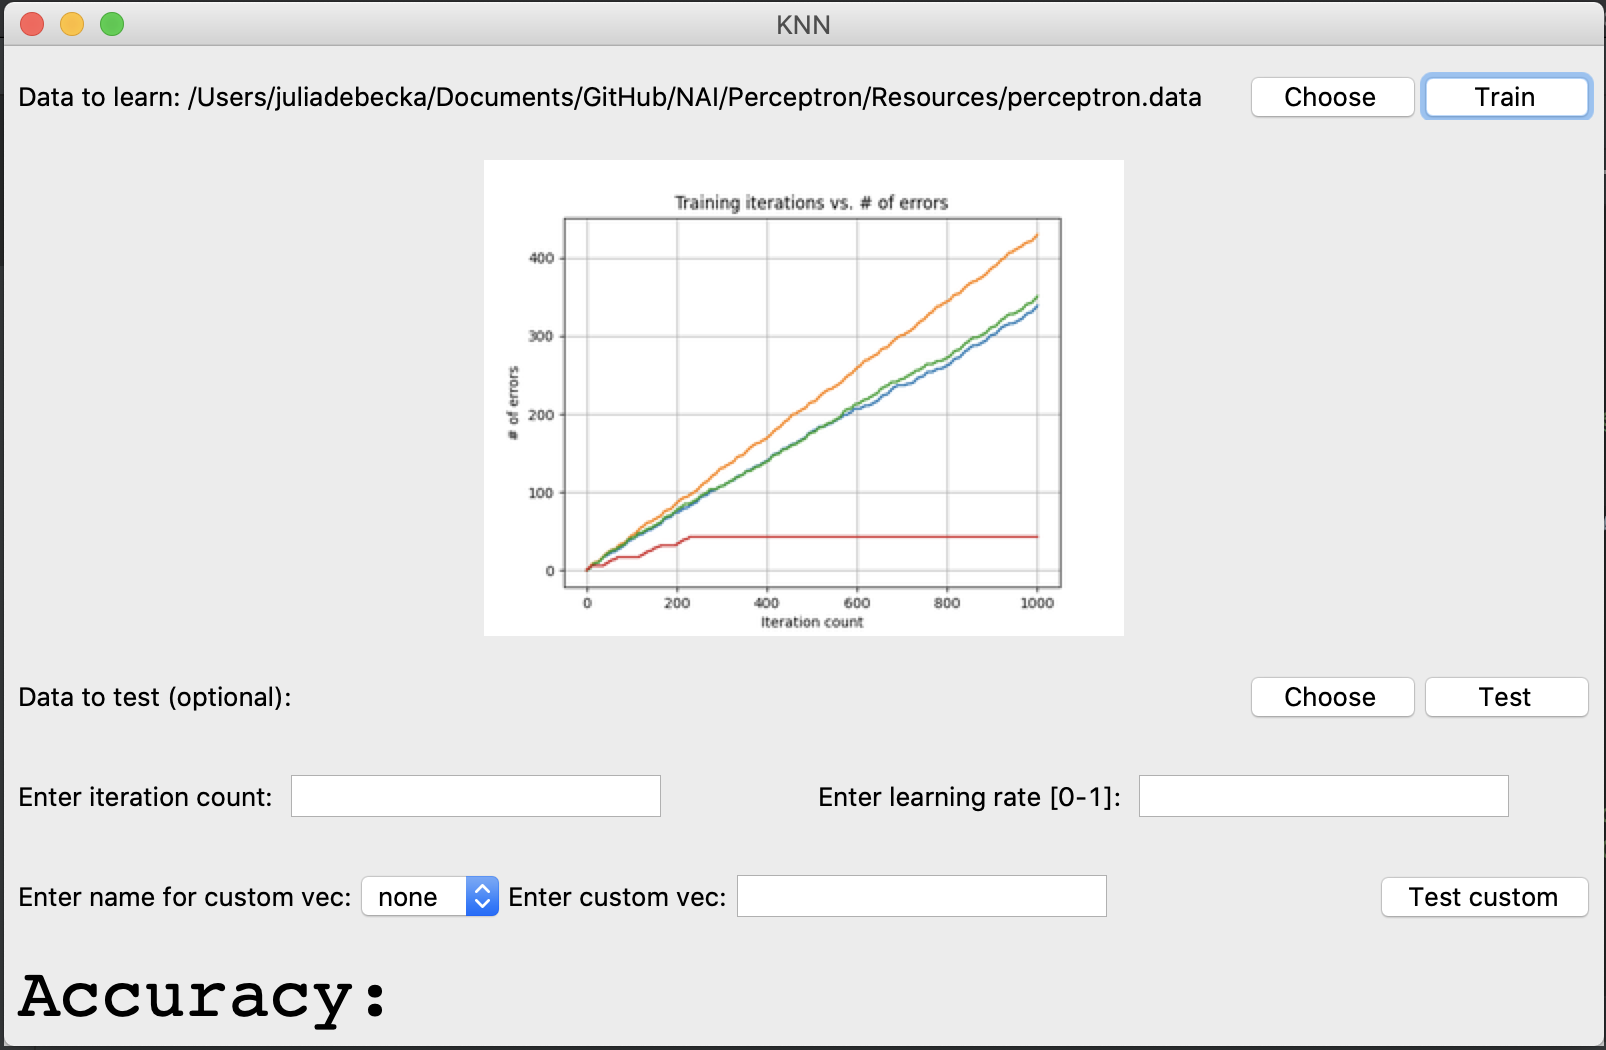 KNN
Data to learn: /Users/juliadebecka/Documents/GitHub/NAI/Perceptron/Resources/perceptron.data Choose Train
Training iterations vs. # of errors
400
300
200
100
0
# of errors
0 200 400 600 800 1000
Iteration count
Data to test (optional): Choose Test
Enter iteration count: Enter learning rate [0-1]:
Enter name for custom vec: none Enter custom vec: Test custom
Accuracy: